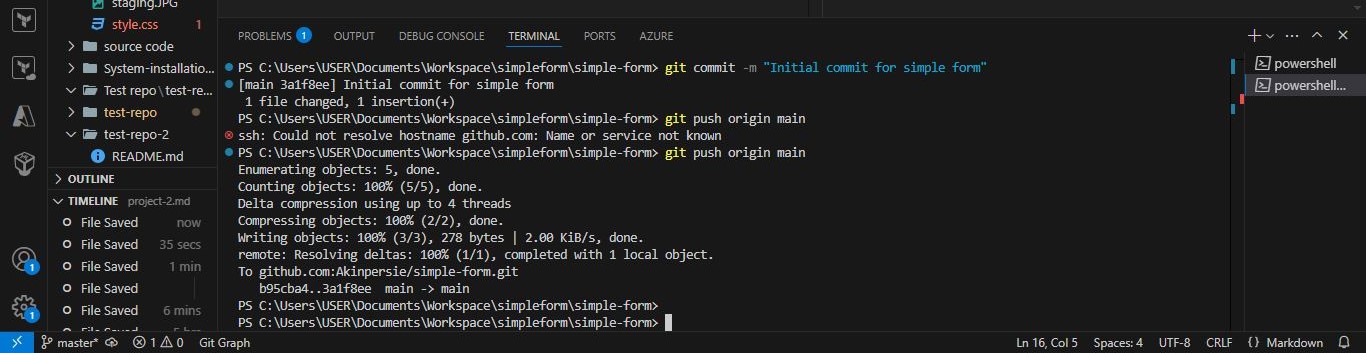 staging.JPG
style.css 1
source code
System-installatio...
Test repo\test-re...
test-repo
test-repo-2
README.md
OUTLINE
TIMELINE project-2.md
File Saved now
File Saved 35 secs
File Saved 1 min
File Saved
File Saved 6 mins
File Saved 5 hrs
1
1
PROBLEMS 1 OUTPUT DEBUG CONSOLE TERMINAL PORTS AZURE
PS C:\Users\USER\Documents\Workspace\simpleform\simple-form> git commit -m "Initial commit for simple form"
[main 3a1f8ee] Initial commit for simple form
1 file changed, 1 insertion(+)
PS C:\Users\USER\Documents\Workspace\simpleform\simple-form> git push origin main
ssh: Could not resolve hostname github.com: Name or service not known
PS C:\Users\USER\Documents\Workspace\simpleform\simple-form> git push origin main
Enumerating objects: 5, done.
Counting objects: 100% (5/5), done.
Delta compression using up to 4 threads
Compressing objects: 100% (2/2), done.
Writing objects: 100% (3/3), 278 bytes | 2.00 KiB/s, done.
remote: Resolving deltas: 100% (1/1), completed with 1 local object.
To github.com:Akinpersie/simple-form.git
b95cba4..3a1f8ee  main -> main
PS C:\Users\USER\Documents\Workspace\simpleform\simple-form>
PS C:\Users\USER\Documents\Workspace\simpleform\simple-form>
powershell
powershell...
master* 1 0 Git Graph Ln 16, Col 5 Spaces: 4 UTF-8 CRLF {} Markdown